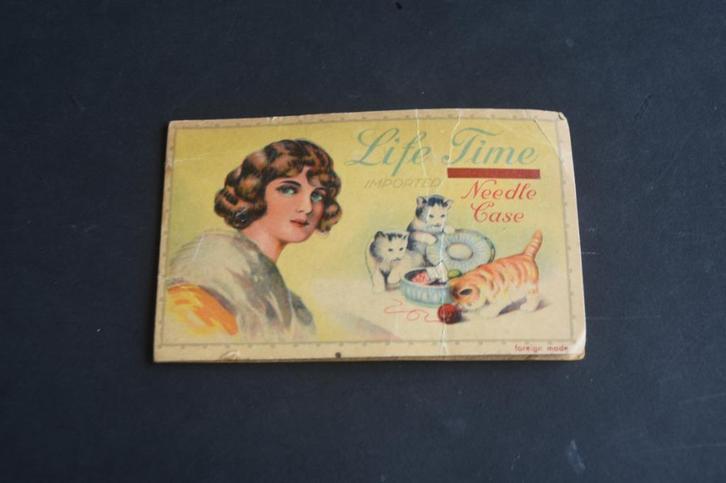 Life Time
IMPORTED
Needle
Case
foreign made